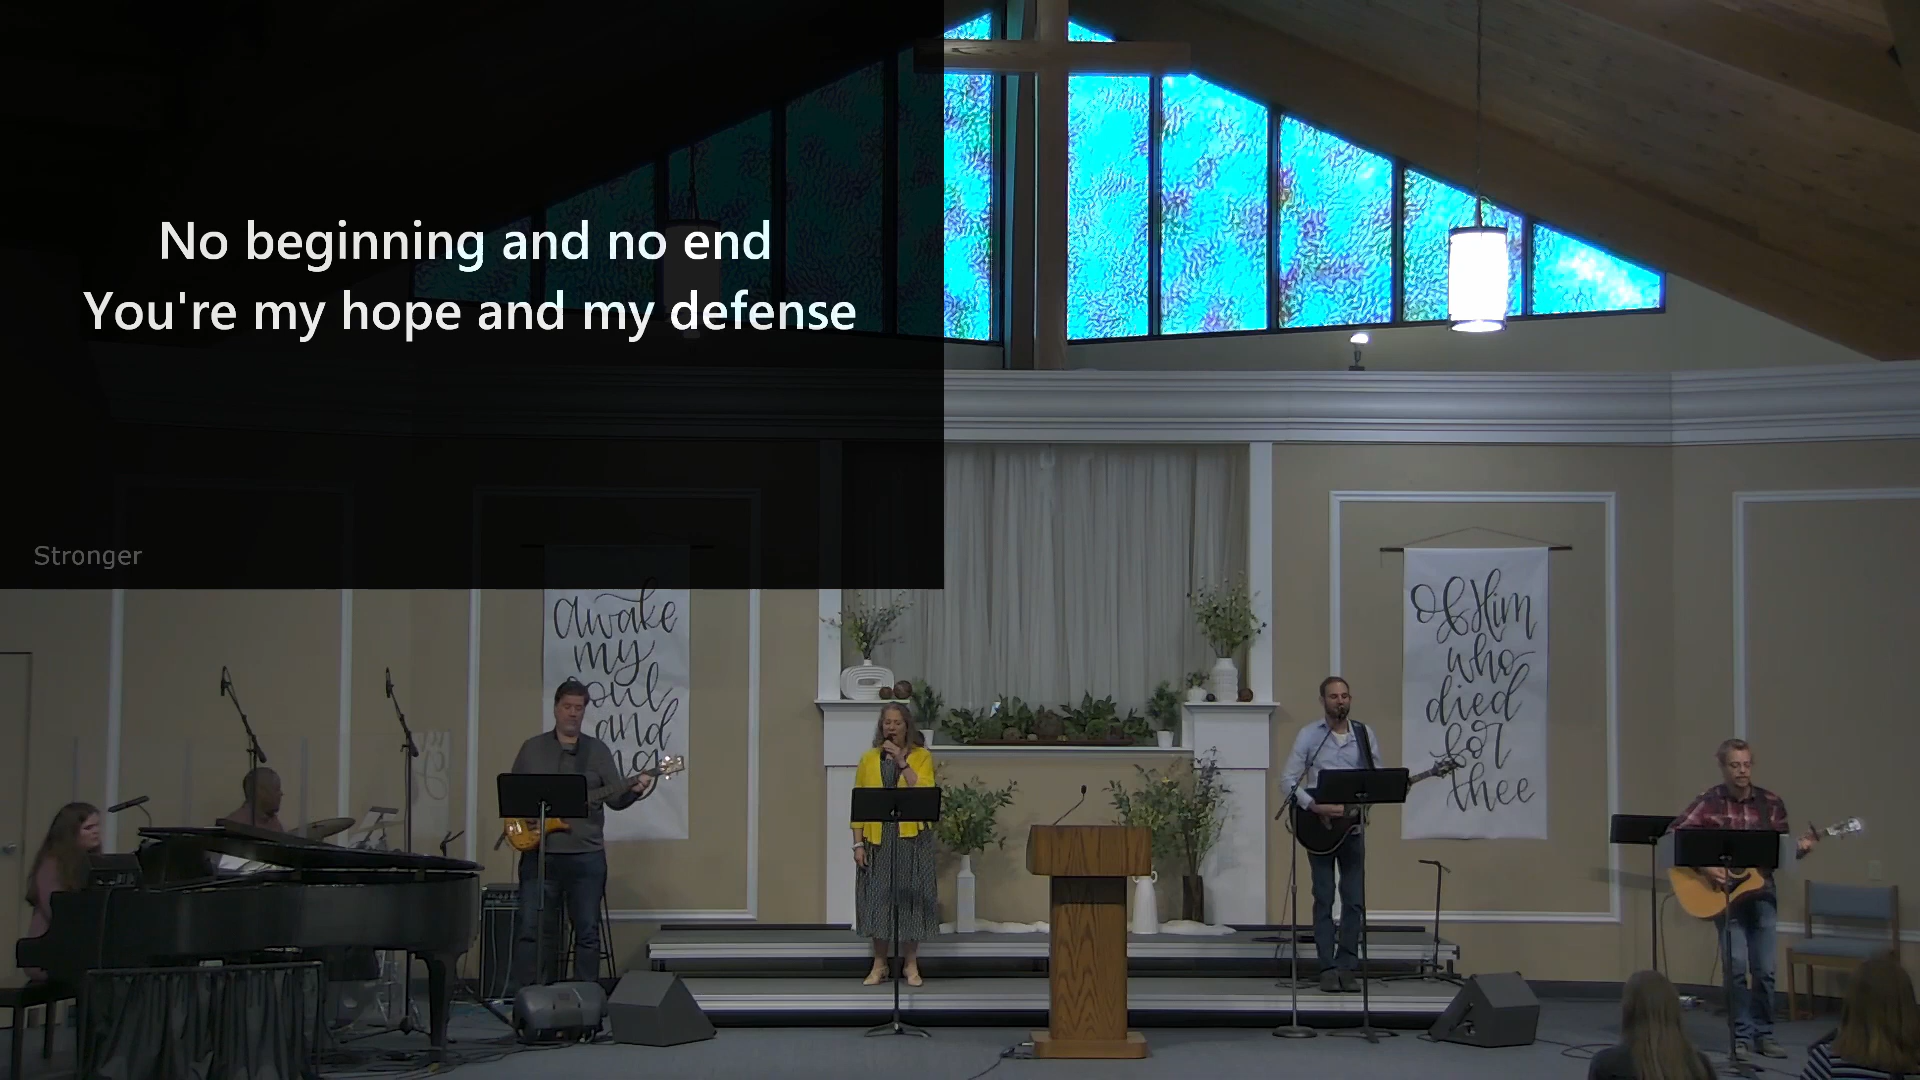 No beginning and no end
You're my hope and my defense
Stronger
awake
my
soul
and
Of Him
who
died
for
thee